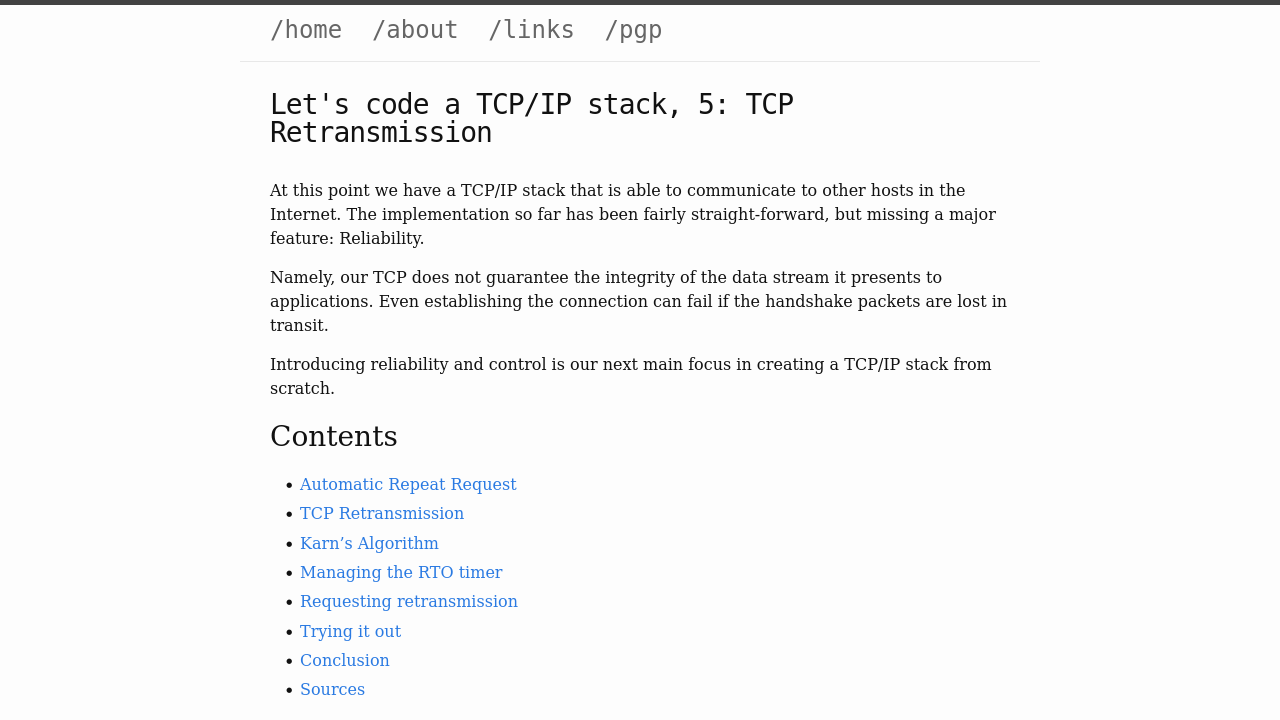 /home /about /links /pgp
Let's code a TCP/IP stack, 5: TCP
Retransmission
At this point we have a TCP/IP stack that is able to communicate to other hosts in the
Internet. The implementation so far has been fairly straight-forward, but missing a major
feature: Reliability.
Namely, our TCP does not guarantee the integrity of the data stream it presents to
applications. Even establishing the connection can fail if the handshake packets are lost in
transit.
Introducing reliability and control is our next main focus in creating a TCP/IP stack from
scratch.
Contents
• Automatic Repeat Request
• TCP Retransmission
• Karn’s Algorithm
• Managing the RTO timer
• Requesting retransmission
• Trying it out
• Conclusion
• Sources